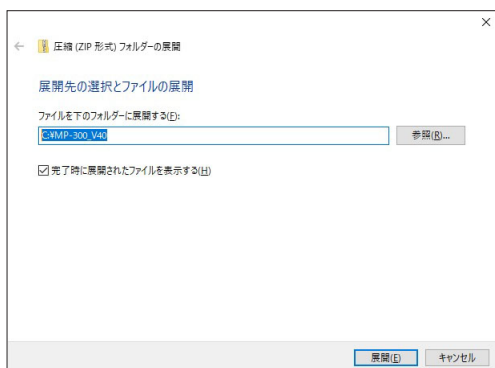 圧縮 (ZIP 形式) フォルダーの展開
展開先の選択とファイルの展開
ファイルを下のフォルダーに展開する(F):
C:¥MP-300_V40
参照(R)...
完了時に展開されたファイルを表示する(H)
展開(E)
キャンセル